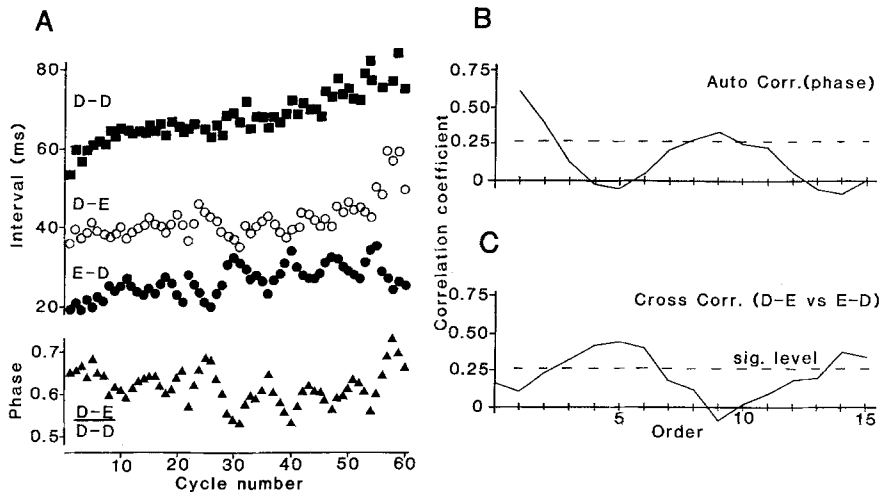 A
80
60
40
20
Interval (ms)
D-D
D-E
E-D
0.7
0.6
0.5
Phase
D-E
D-D
10 20 30 40 50 60
Cycle number
B
0.75
0.50
0.25
0
Auto Corr.(phase)
Correlation coefficient
C
0.75
0.50
0.25
0
Cross Corr. (D-E vs E-D)
sig. level
5 10 15
Order